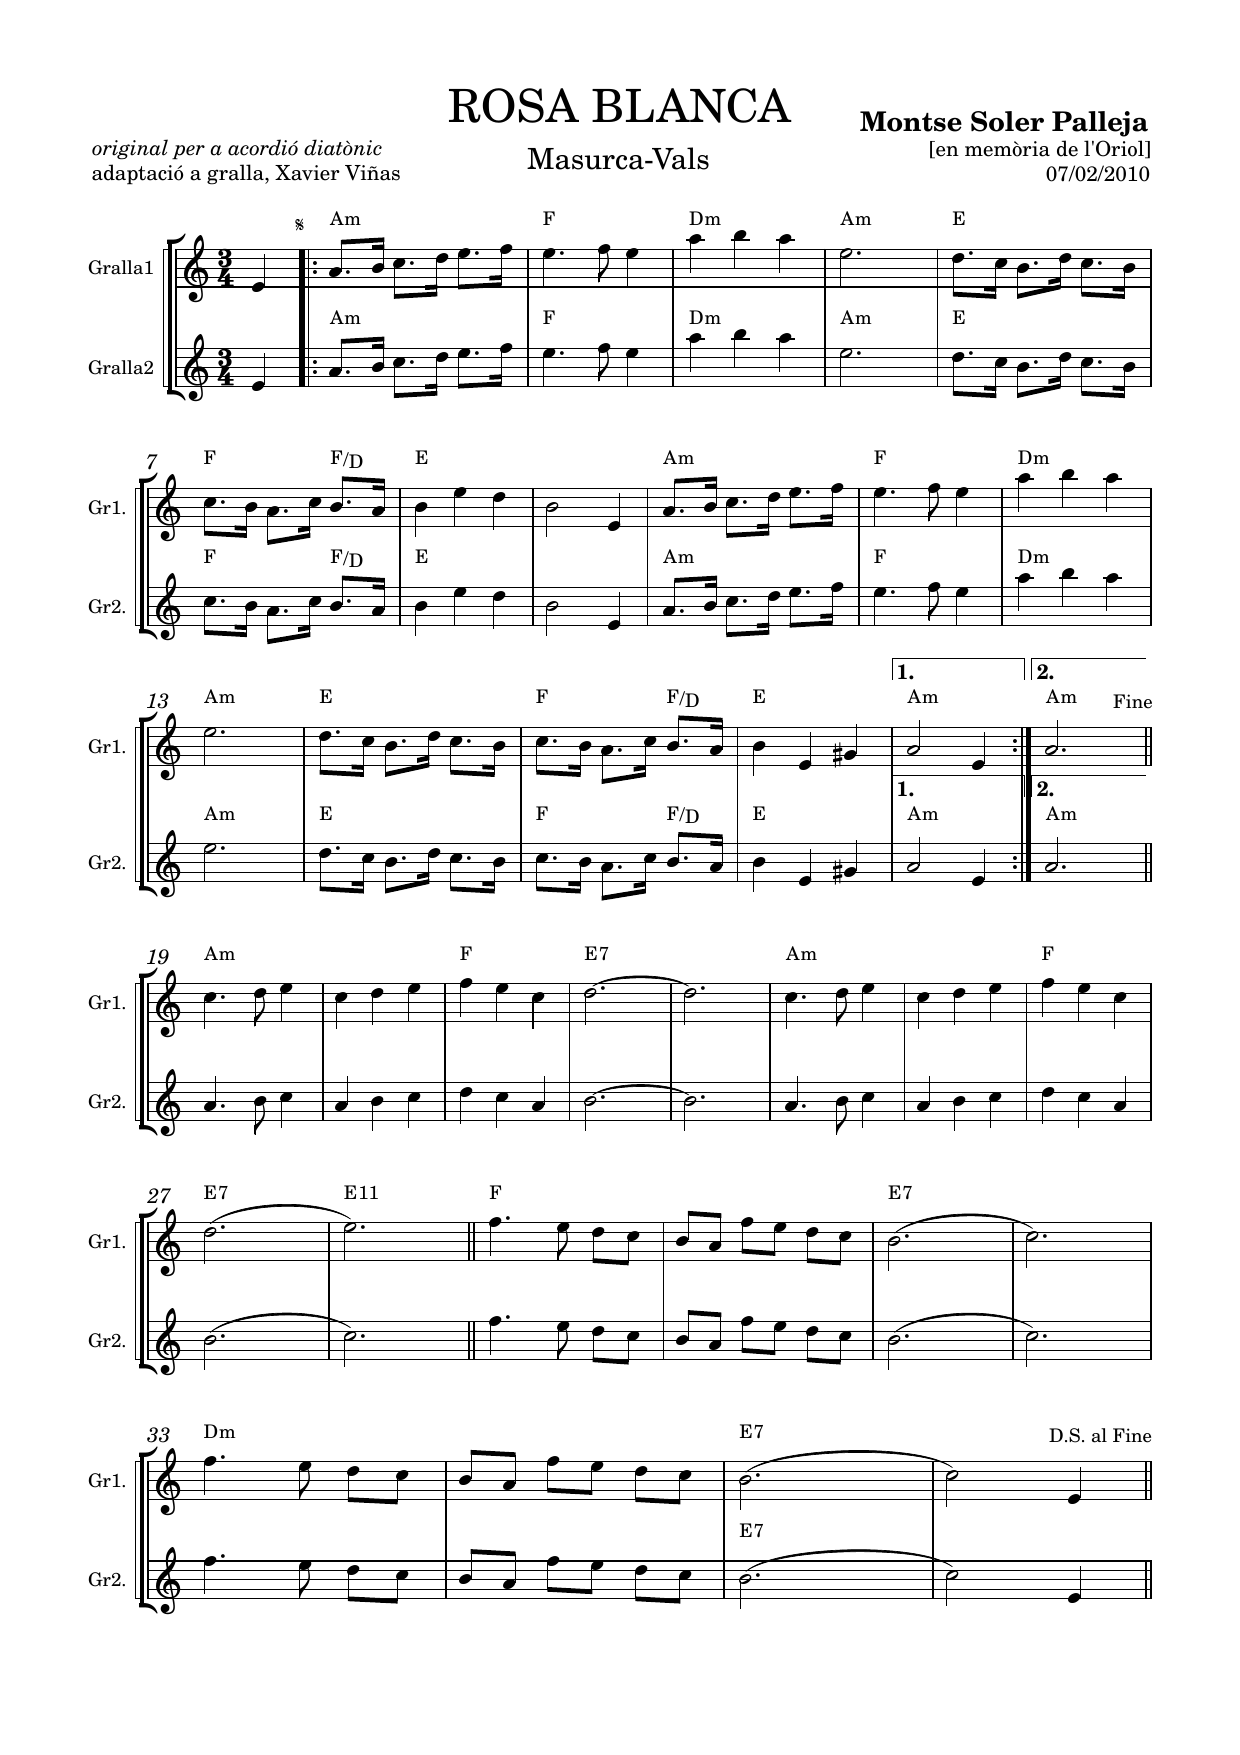 ROSA BLANCA
Montse Soler Palleja
original per a acordió diatònic
Masurca-Vals
[en memòria de l'Oriol]
adaptació a gralla, Xavier Viñas
07/02/2010
Am F Dm Am E
Gralla1
3/4
Am F Dm Am E
Gralla2
3/4
7 F F/D E Am F Dm
Gr1.
F F/D E Am F Dm
Gr2.
1. 2.
13 Am E F F/D E Am Am Fine
Gr1.
1. 2.
Am E F F/D E Am Am
Gr2.
19 Am F E7 Am F
Gr1.
Gr2.
27 E7 E11 F E7
Gr1.
Gr2.
33 Dm E7 D.S. al Fine
Gr1.
E7
Gr2.